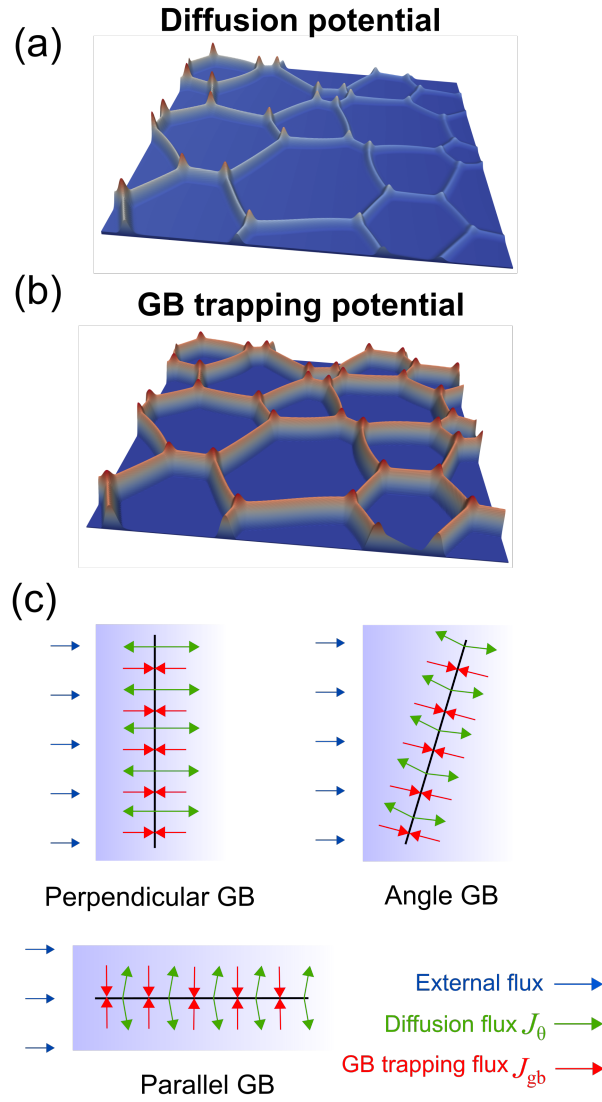 Diffusion potential
(a)
(b)
GB trapping potential
(c)
Perpendicular GB
Angle GB
External flux
Diffusion flux Jθ
GB trapping flux Jgb
Parallel GB